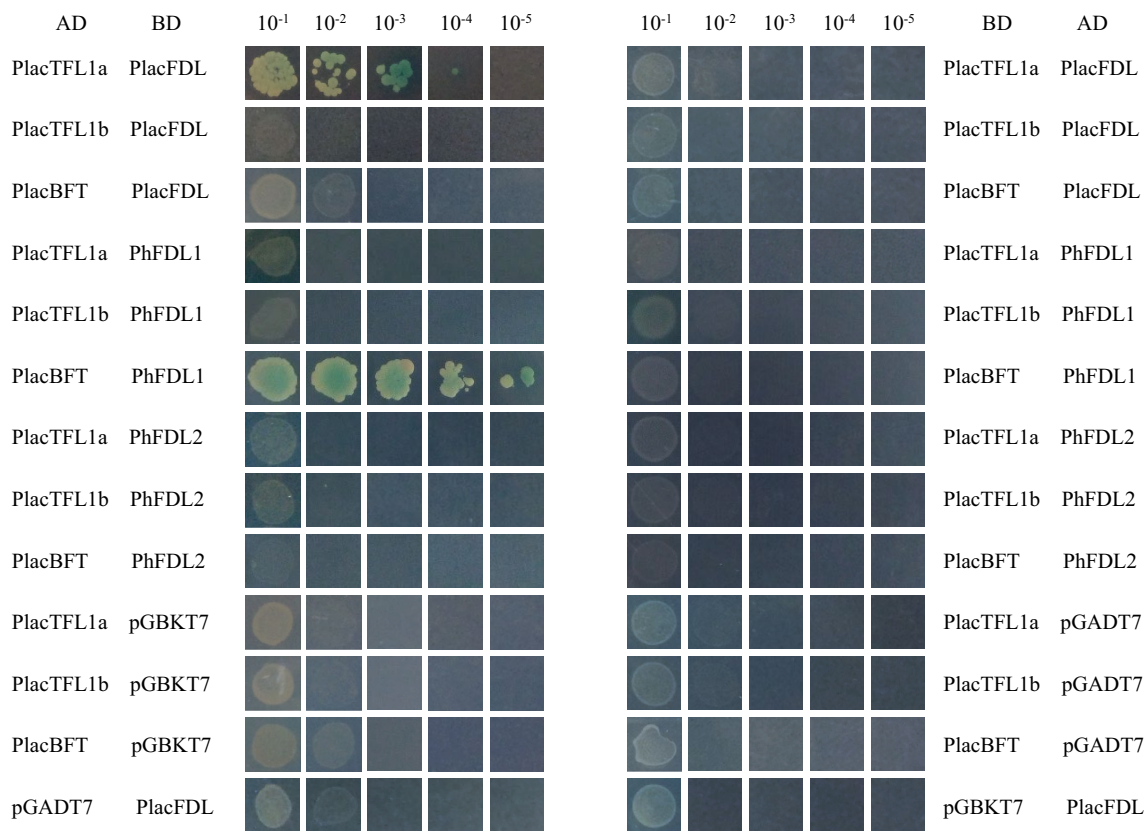 AD BD 10-1 10-2 10-3 10-4 10-5 10-1 10-2 10-3 10-4 10-5 BD AD
PlacTFL1a PlacFDL PlacTFL1a PlacFDL
PlacTFL1b PlacFDL PlacTFL1b PlacFDL
PlacBFT PlacFDL PlacBFT PlacFDL
PlacTFL1a PhFDL1 PlacTFL1a PhFDL1
PlacTFL1b PhFDL1 PlacTFL1b PhFDL1
PlacBFT PhFDL1 PlacBFT PhFDL1
PlacTFL1a PhFDL2 PlacTFL1a PhFDL2
PlacTFL1b PhFDL2 PlacTFL1b PhFDL2
PlacBFT PhFDL2 PlacBFT PhFDL2
PlacTFL1a pGBKT7 PlacTFL1a pGADT7
PlacTFL1b pGBKT7 PlacTFL1b pGADT7
PlacBFT pGBKT7 PlacBFT pGADT7
pGADT7 PlacFDL pGBKT7 PlacFDL